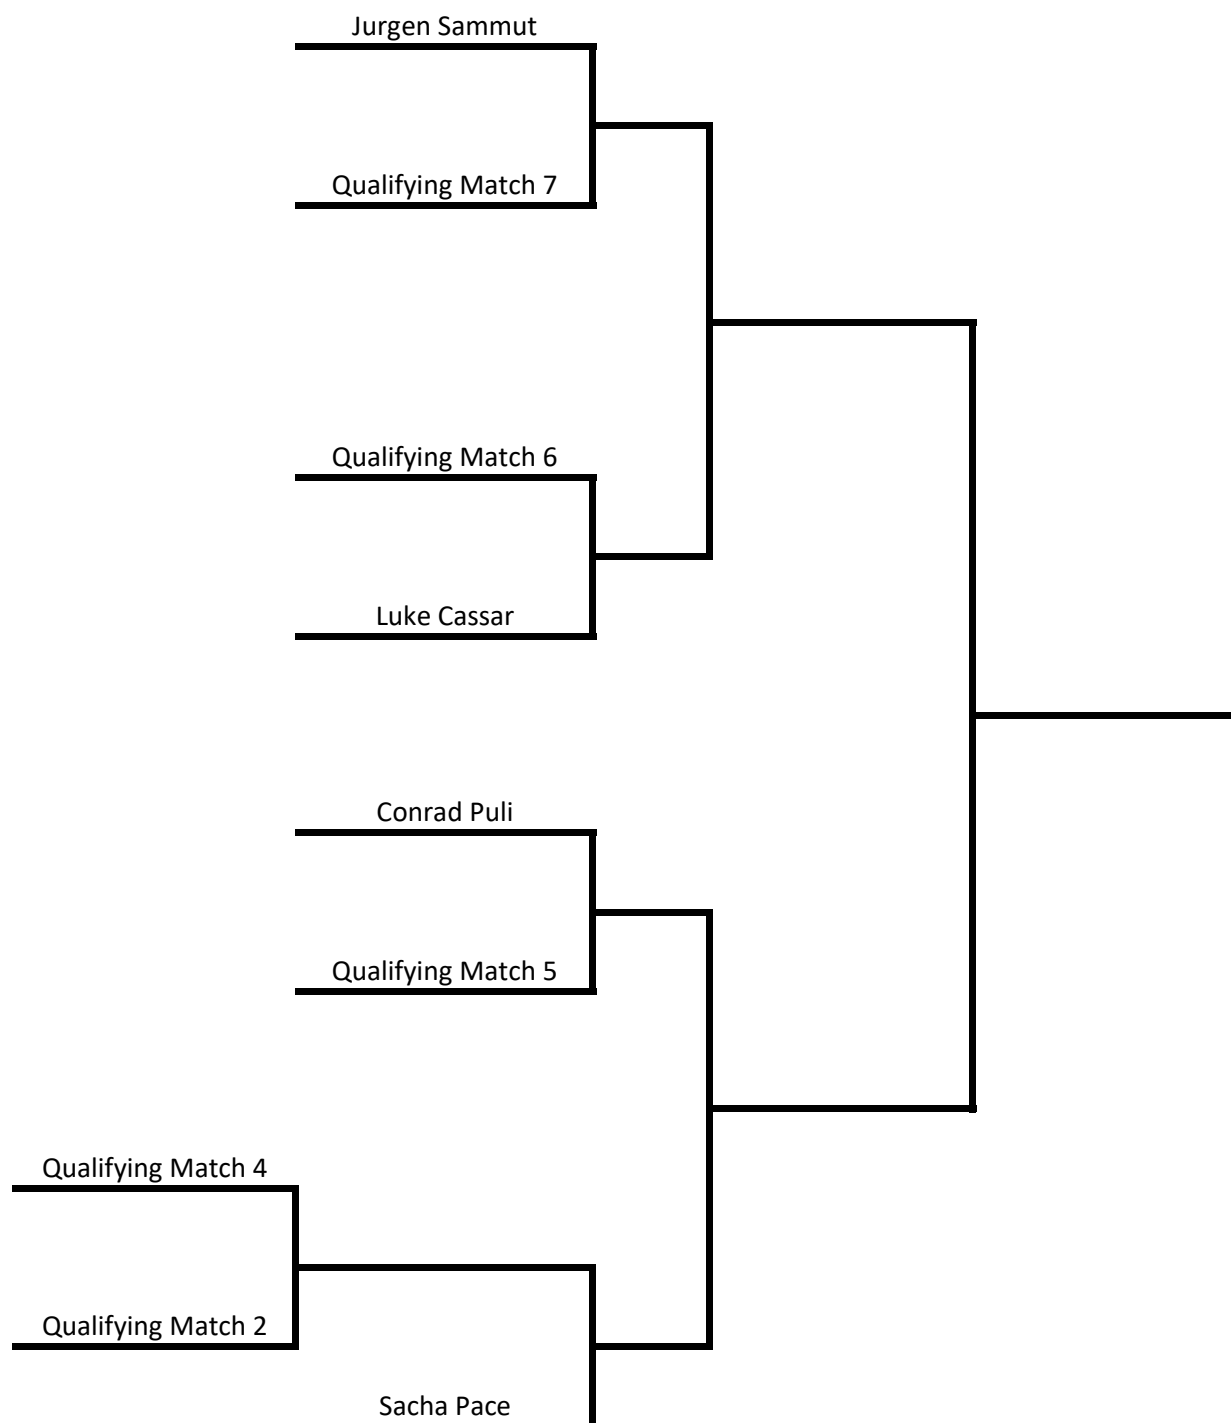 Jurgen Sammut
Qualifying Match 7
Qualifying Match 6
Luke Cassar
Conrad Puli
Qualifying Match 5
Qualifying Match 4
Qualifying Match 2
Sacha Pace